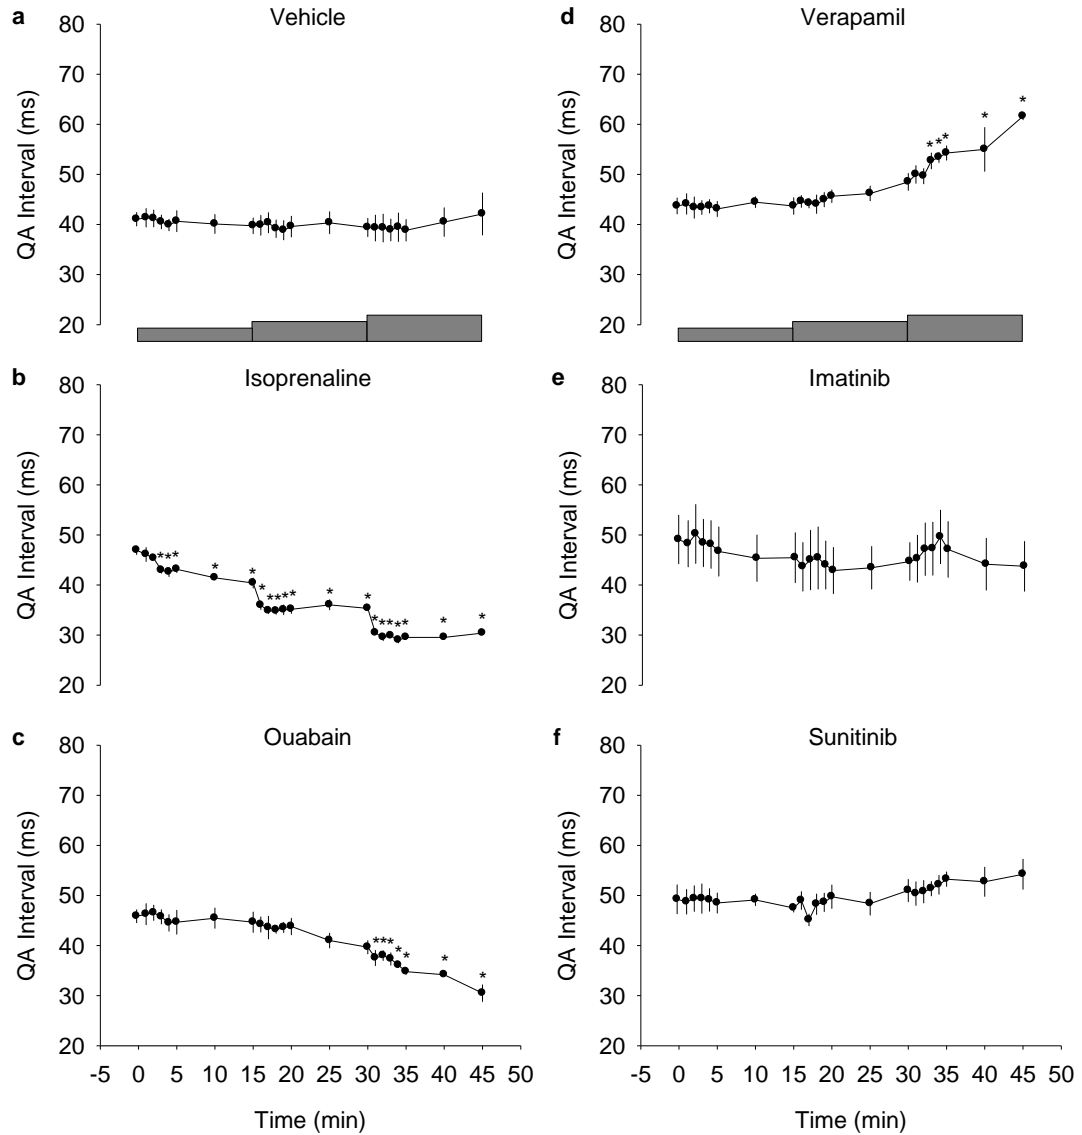 a
Vehicle
80
70
60
50
40
30
20
QA Interval (ms)
d
Verapamil
80
70
60
50
40
30
20
QA Interval (ms)
* * * * *
b
Isoprenaline
80
70
60
50
40
30
20
QA Interval (ms)
* * * * * * * * * * * * * * * * * * * *
e
Imatinib
80
70
60
50
40
30
20
QA Interval (ms)
c
Ouabain
80
70
60
50
40
30
20
QA Interval (ms)
* * * * * * *
-5 0 5 10 15 20 25 30 35 40 45 50
Time (min)
f
Sunitinib
80
70
60
50
40
30
20
QA Interval (ms)
-5 0 5 10 15 20 25 30 35 40 45 50
Time (min)